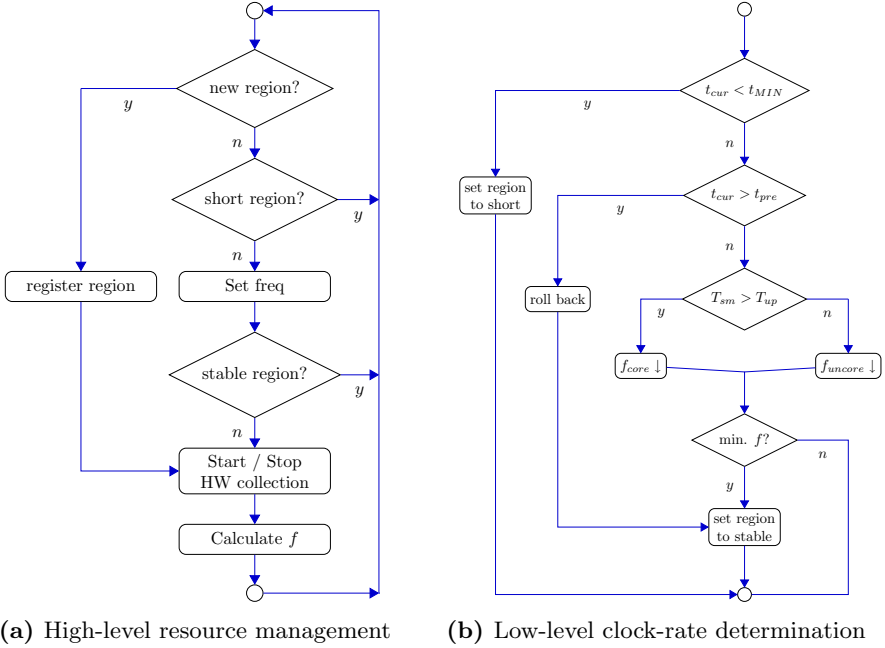 new region?
y
n
short region?
y
n
register region
Set freq
stable region?
y
n
Start / Stop
HW collection
Calculate f
(a) High-level resource management
t_cur < t_MIN
y
n
set region
to short
t_cur > t_pre
y
n
roll back
T_sm > T_up
y
n
f_core ↓
f_uncore ↓
min. f?
n
y
set region
to stable
(b) Low-level clock-rate determination